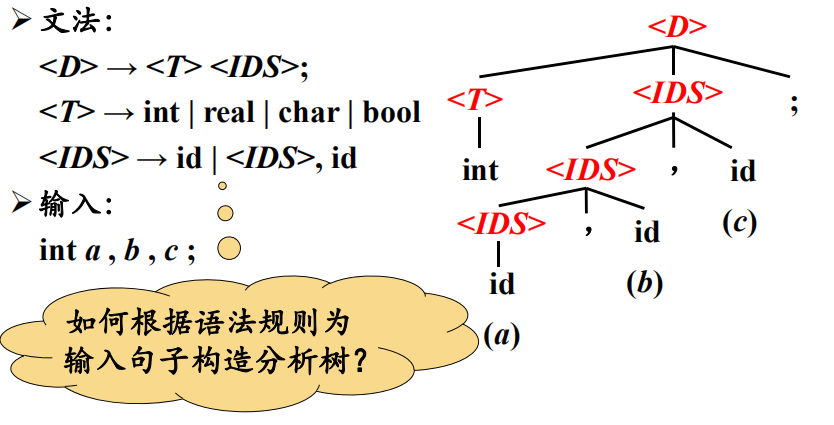 ➢ 文法：
<D> → <T> <IDS>;
<T> → int | real | char | bool
<IDS> → id | <IDS>, id
➢ 输入：
int a , b , c ;
如何根据语法规则为
输入句子构造分析树？
<D>
<T> <IDS> ;
int <IDS> , id
<IDS> , id (c)
id (b)
(a)